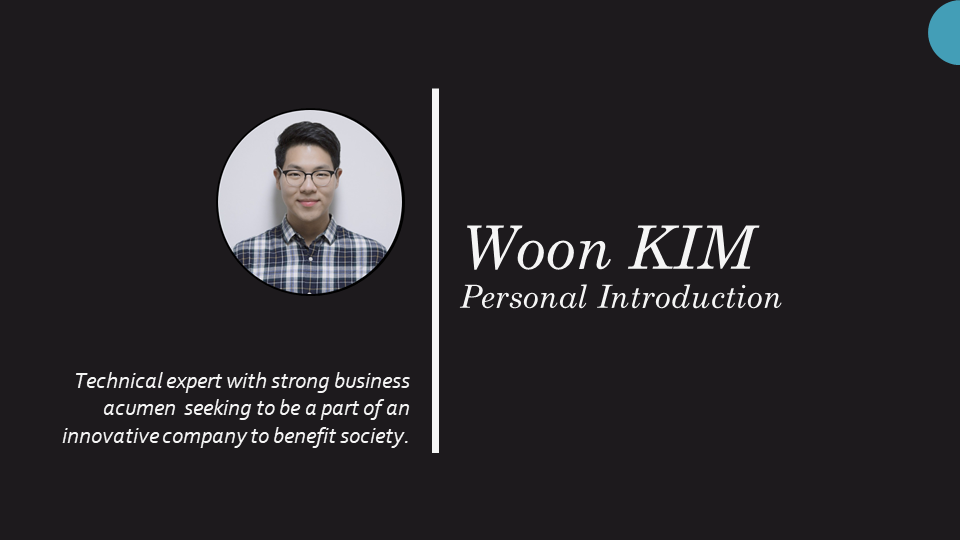 Woon KIM
Personal Introduction
Technical expert with strong business
acumen  seeking to be a part of an
innovative company to benefit society.